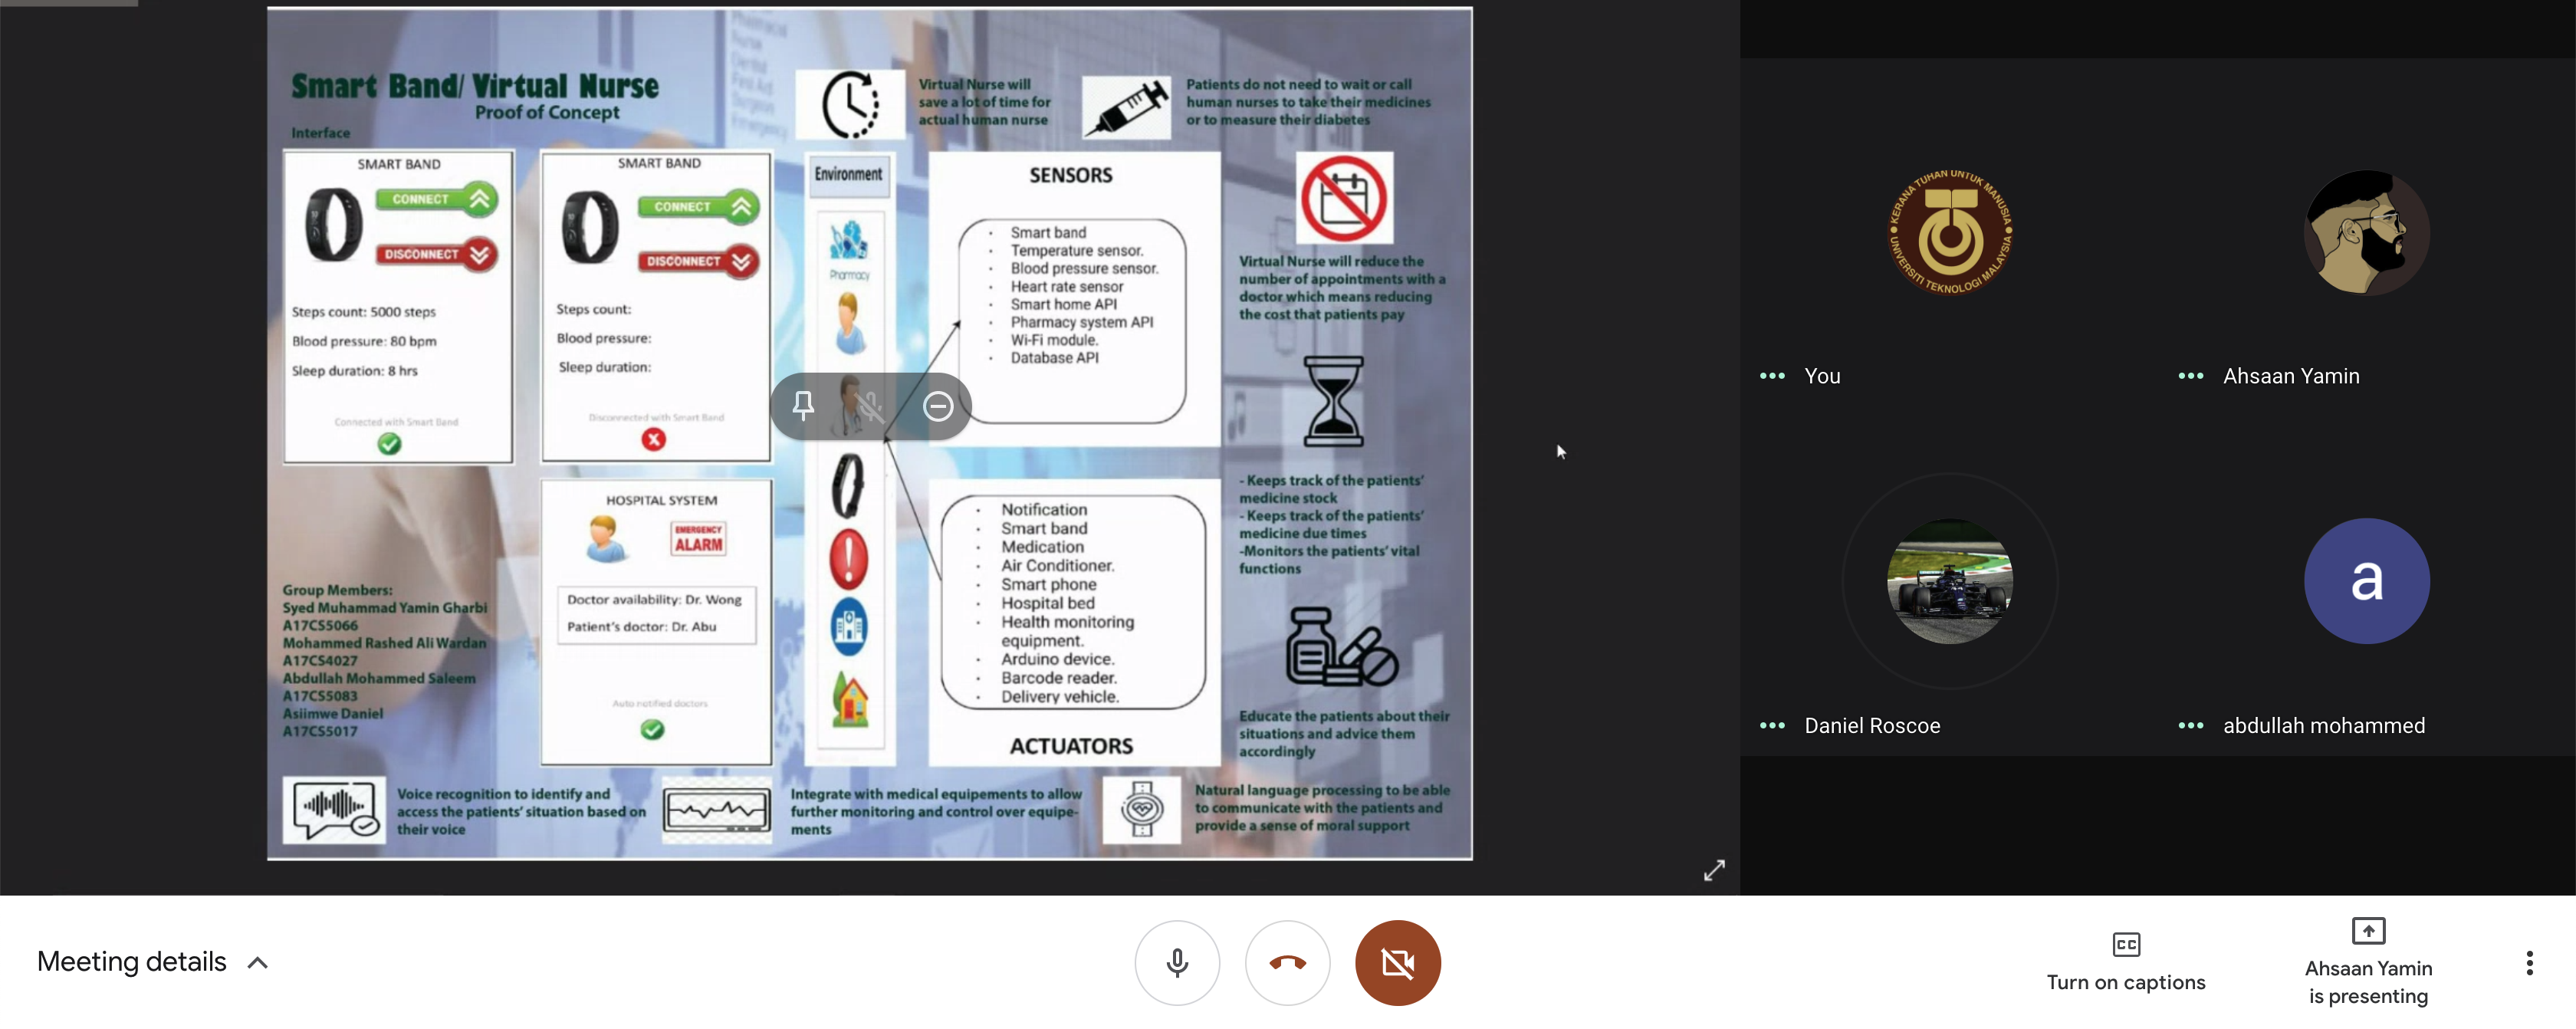 Smart Band/ Virtual Nurse
Proof of Concept
Interface
SMART BAND
CONNECT
DISCONNECT
Steps count: 5000 steps
Blood pressure: 80 bpm
Sleep duration: 8 hrs
Connected with Smart Band
SMART BAND
CONNECT
DISCONNECT
Steps count:
Blood pressure:
Sleep duration:
Disconnected with Smart Band
HOSPITAL SYSTEM
EMERGENCY
ALARM
Doctor availability: Dr. Wong
Patient's doctor: Dr. Abu
Auto notified doctors
Group Members:
Syed Muhammad Yamin Gharbi
A17CS5066
Mohammed Rashed Ali Wardan
A17CS4027
Abdullah Mohammed Saleem
A17CS5083
Asiimwe Daniel
A17CS5017
Pharmacist
Nurse
Dentist
First Aid
Surgeon
Emergency
Virtual Nurse will
save a lot of time for
actual human nurse
Patients do not need to wait or call
human nurses to take their medicines
or to measure their diabetes
Environment
Pharmacy
SENSORS
· Smart band
· Temperature sensor.
· Blood pressure sensor.
· Heart rate sensor
· Smart home API
· Pharmacy system API
· Wi-Fi module.
· Database API
· Notification
· Smart band
· Medication
· Air Conditioner.
· Smart phone
· Hospital bed
· Health monitoring
equipment.
· Arduino device.
· Barcode reader.
· Delivery vehicle.
ACTUATORS
Virtual Nurse will reduce the
number of appointments with a
doctor which means reducing
the cost that patients pay
- Keeps track of the patients'
medicine stock
- Keeps track of the patients'
medicine due times
-Monitors the patients' vital
functions
Educate the patients about their
situations and advice them
accordingly
Voice recognition to identify and
access the patients' situation based on
their voice
Integrate with medical equipements to allow
further monitoring and control over equipe-
ments
Natural language processing to be able
to communicate with the patients and
provide a sense of moral support
KERANA TUHAN UNTUK MANUSIA
UNIVERSITI TEKNOLOGI MALAYSIA
You
Ahsaan Yamin
a
Daniel Roscoe
abdullah mohammed
Meeting details
CC
Turn on captions
Ahsaan Yamin
is presenting